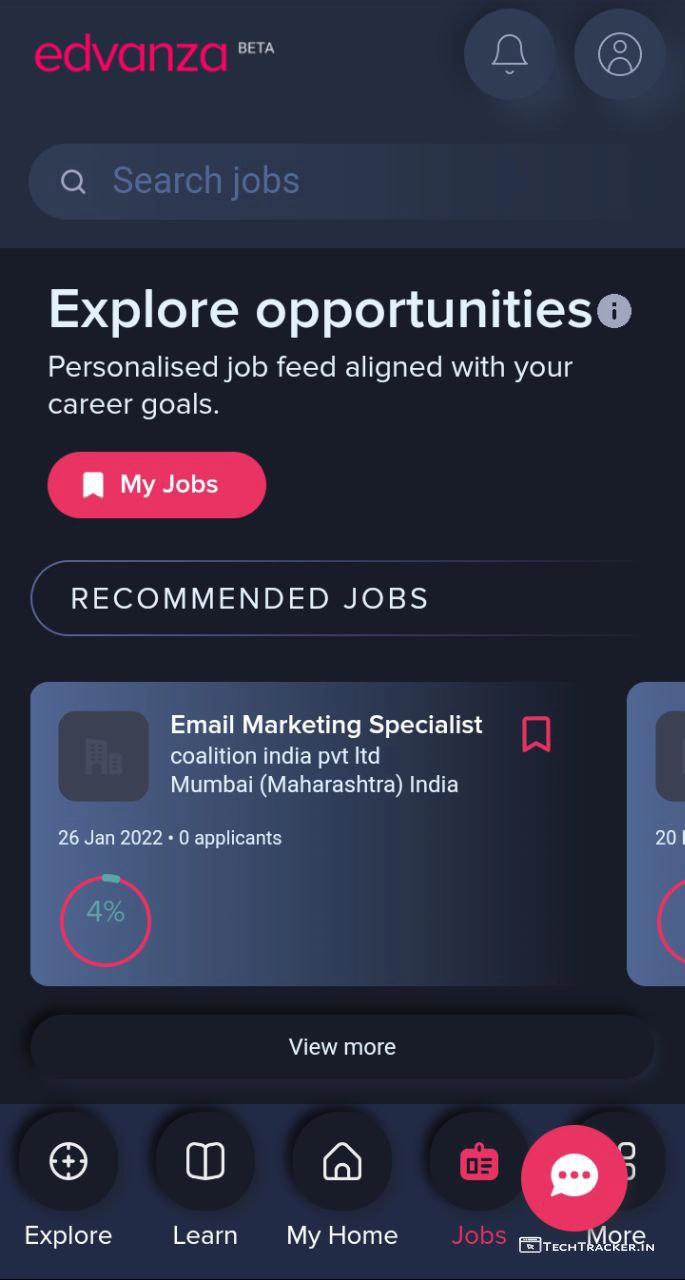 edvanza BETA
Search jobs
Explore opportunities i
Personalised job feed aligned with your
career goals.
My Jobs
RECOMMENDED JOBS
Email Marketing Specialist
coalition india pvt ltd
Mumbai (Maharashtra) India
26 Jan 2022 • 0 applicants
20
4%
View more
Explore Learn My Home Jobs More
TECHTRACKER.IN